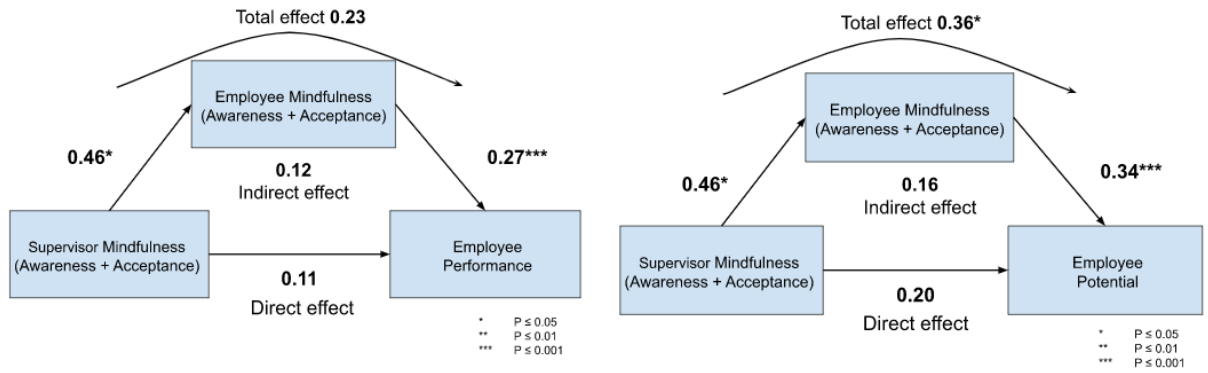 Total effect 0.23
Employee Mindfulness
(Awareness + Acceptance)
0.46*
0.27***
0.12
Indirect effect
Supervisor Mindfulness
(Awareness + Acceptance)
Employee
Performance
0.11
Direct effect
* P ≤ 0.05
** P ≤ 0.01
*** P ≤ 0.001
Total effect 0.36*
Employee Mindfulness
(Awareness + Acceptance)
0.46*
0.34***
0.16
Indirect effect
Supervisor Mindfulness
(Awareness + Acceptance)
Employee
Potential
0.20
Direct effect
* P ≤ 0.05
** P ≤ 0.01
*** P ≤ 0.001